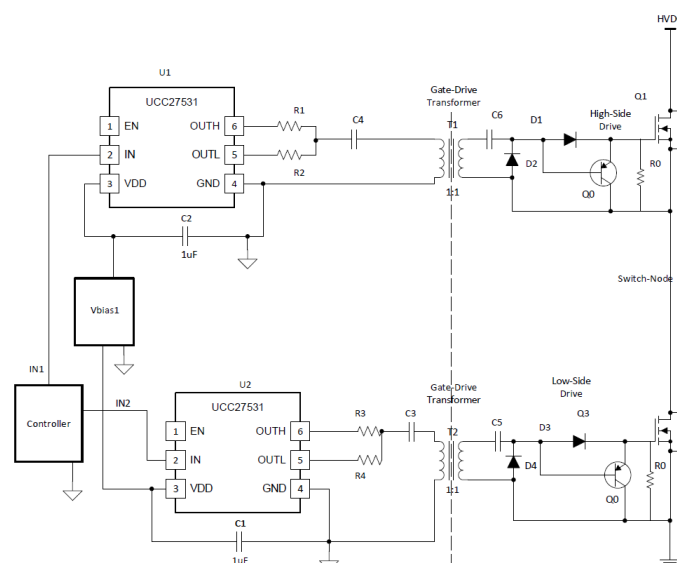 HVD
U1
UCC27531
1 EN OUTH 6
2 IN OUTL 5
3 VDD GND 4
R1
R2
C4
Gate-Drive
Transformer
T1
1:1
C6
D1
D2
High-Side
Drive
Q1
Q0
R0
C2
1uF
Vbias1
Switch-Node
IN1
Controller
IN2
U2
UCC27531
1 EN OUTH 6
2 IN OUTL 5
3 VDD GND 4
R3
R4
C3
Gate-Drive
Transformer
T2
1:1
C5
Low-Side
Drive
D3
Q3
D4
Q0
R0
C1
1uF